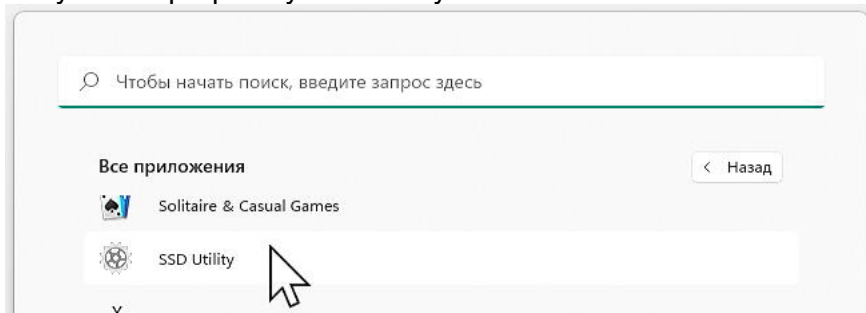 Чтобы начать поиск, введите запрос здесь
Все приложения
Назад
Solitaire & Casual Games
SSD Utility